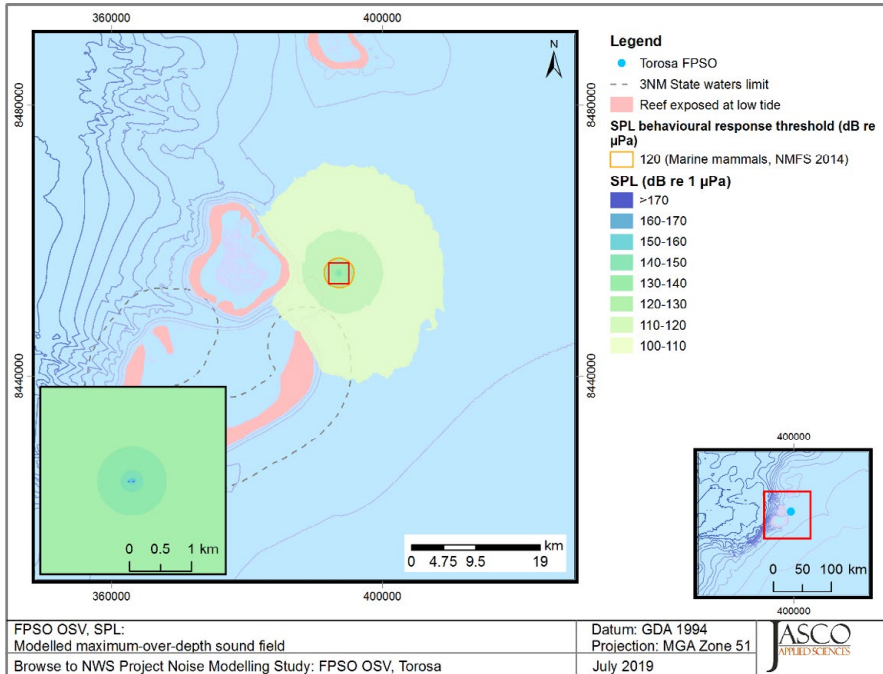 360000
400000
N
8480000
8480000
8440000
8440000
0 0.5 1 km
km
0 4.75 9.5 19
360000
400000
Legend
Torosa FPSO
3NM State waters limit
Reef exposed at low tide
SPL behavioural response threshold (dB re
µPa)
120 (Marine mammals, NMFS 2014)
SPL (dB re 1 µPa)
>170
160-170
150-160
140-150
130-140
120-130
110-120
100-110
400000
0 50 100 km
400000
FPSO OSV, SPL:
Modelled maximum-over-depth sound field
Browse to NWS Project Noise Modelling Study: FPSO OSV, Torosa
Datum: GDA 1994
Projection: MGA Zone 51
July 2019
JASCO
APPLIED SCIENCES